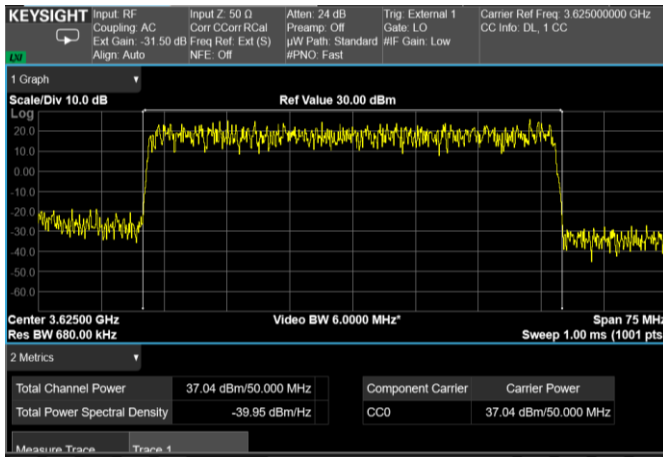 KEYSIGHT Input: RF Input Z: 50 Ω Atten: 24 dB Trig: External 1 Carrier Ref Freq: 3.625000000 GHz
Coupling: AC Corr CCorr RCal Preamp: Off Gate: LO CC Info: DL, 1 CC
Ext Gain: -31.50 dB Freq Ref: Ext (S) µW Path: Standard #IF Gain: Low
LXI Align: Auto NFE: Off #PNO: Fast
1 Graph
Scale/Div 10.0 dB Ref Value 30.00 dBm
Log
20.0
10.0
0.00
-10.0
-20.0
-30.0
-40.0
-50.0
-60.0
Center 3.62500 GHz Video BW 6.0000 MHz* Span 75 MHz
Res BW 680.00 kHz Sweep 1.00 ms (1001 pts
2 Metrics
Total Channel Power 37.04 dBm/50.000 MHz Component Carrier Carrier Power
Total Power Spectral Density -39.95 dBm/Hz CC0 37.04 dBm/50.000 MHz
Measure Trace Trace 1